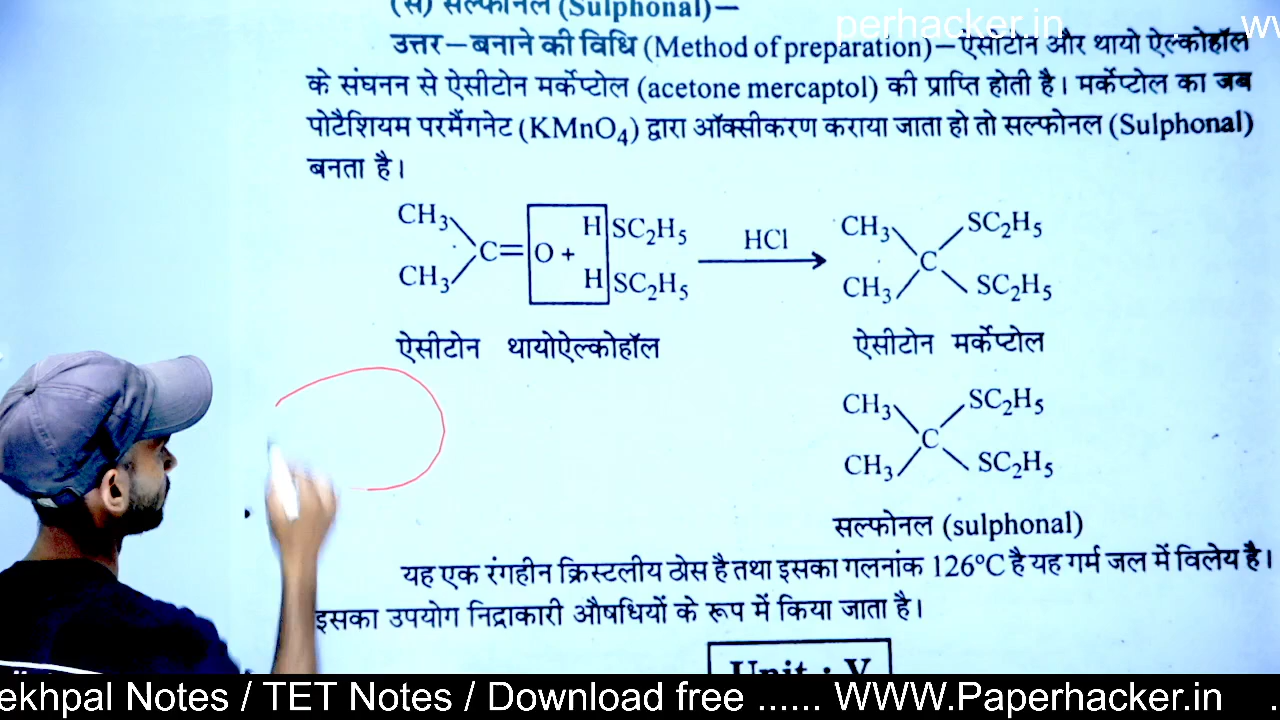 (स) सल्फोनल (Sulphonal)—
perhacker.in
उत्तर—बनाने की विधि (Method of preparation)—ऐसीटोन और थायो ऐल्कोहॉल
के संघनन से ऐसीटोन मर्केप्टोल (acetone mercaptol) की प्राप्ति होती है। मर्केप्टोल का जब
पोटैशियम परमैंगनेट (KMnO4) द्वारा ऑक्सीकरण कराया जाता हो तो सल्फोनल (Sulphonal)
बनता है।
CH3 H SC2H5 HCl CH3 SC2H5
C=O + C
CH3 H SC2H5 CH3 SC2H5
ऐसीटोन थायोऐल्कोहॉल ऐसीटोन मर्केप्टोल
CH3 SC2H5
C
CH3 SC2H5
सल्फोनल (sulphonal)
यह एक रंगहीन क्रिस्टलीय ठोस है तथा इसका गलनांक 126°C है यह गर्म जल में विलेय है।
इसका उपयोग निद्राकारी औषधियों के रूप में किया जाता है।
Unit : V
ekhpal Notes / TET Notes / Download free ...... WWW.Paperhacker.in